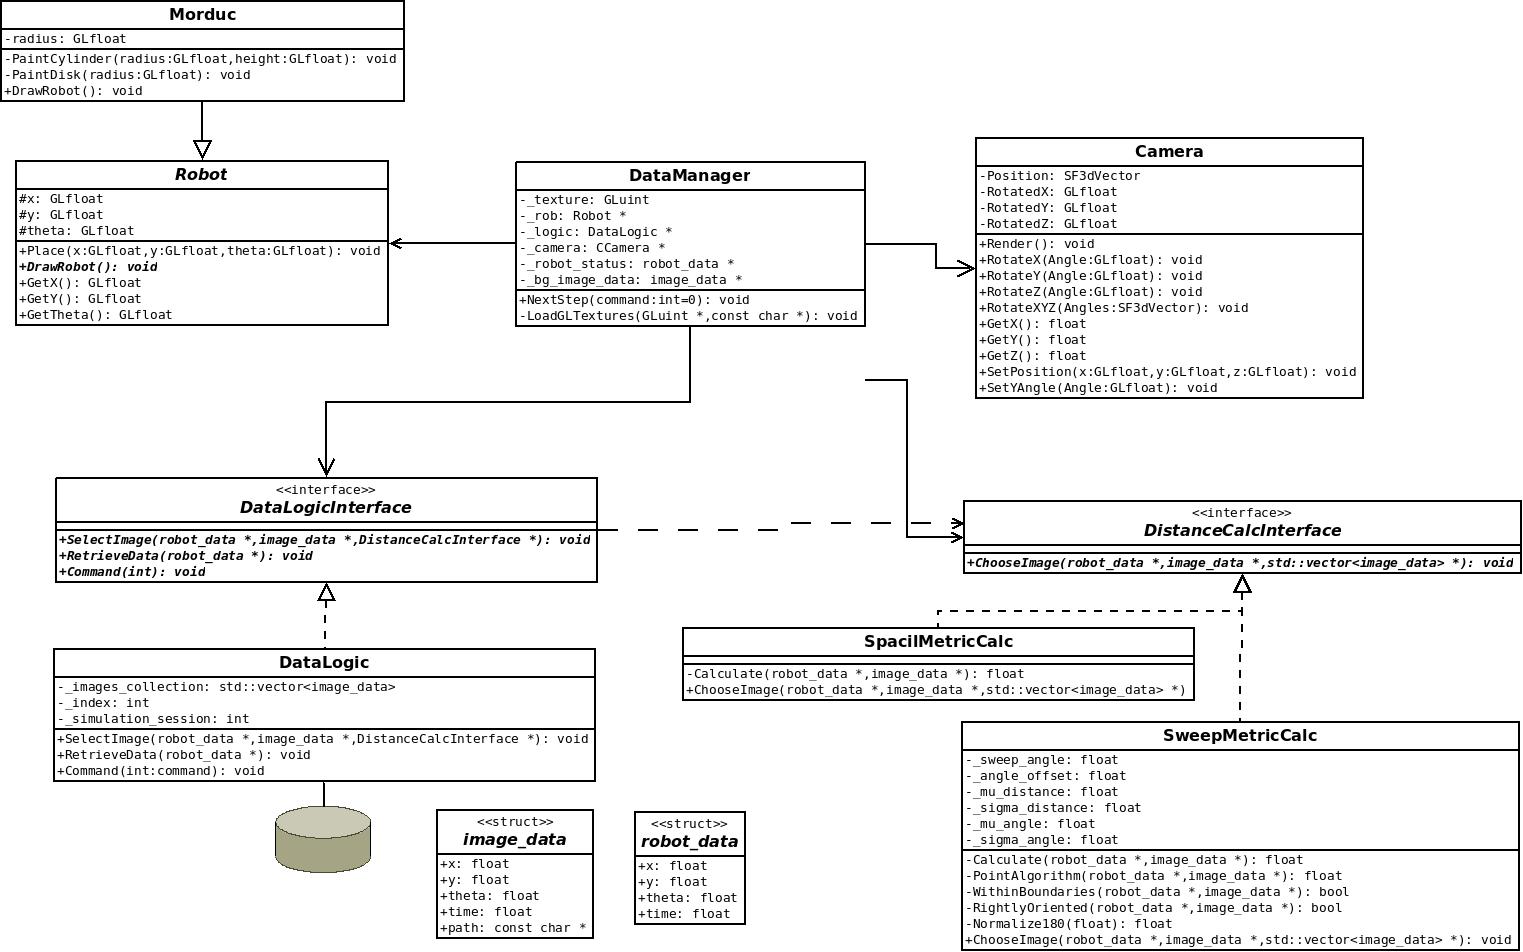 Morduc
-radius: GLfloat
-PaintCylinder(radius:GLfloat,height:GLfloat): void
-PaintDisk(radius:GLfloat): void
+DrawRobot(): void
Robot
#x: GLfloat
#y: GLfloat
#theta: GLfloat
+Place(x:GLfloat,y:GLfloat,theta:GLfloat): void
+DrawRobot(): void
+GetX(): GLfloat
+GetY(): GLfloat
+GetTheta(): GLfloat
DataManager
-_texture: GLuint
-_rob: Robot *
-_logic: DataLogic *
-_camera: CCamera *
-_robot_status: robot_data *
-_bg_image_data: image_data *
+NextStep(command:int=0): void
-LoadGLTextures(GLuint *,const char *): void
Camera
-Position: SF3dVector
-RotatedX: GLfloat
-RotatedY: GLfloat
-RotatedZ: GLfloat
+Render(): void
+RotateX(Angle:GLfloat): void
+RotateY(Angle:GLfloat): void
+RotateZ(Angle:GLfloat): void
+RotateXYZ(Angles:SF3dVector): void
+GetX(): float
+GetY(): float
+GetZ(): float
+SetPosition(x:GLfloat,y:GLfloat,z:GLfloat): void
+SetYAngle(Angle:GLfloat): void
<<interface>>
DataLogicInterface
+SelectImage(robot_data *,image_data *,DistanceCalcInterface *): void
+RetrieveData(robot_data *): void
+Command(int): void
<<interface>>
DistanceCalcInterface
+ChooseImage(robot_data *,image_data *,std::vector<image_data> *): void
DataLogic
-_images_collection: std::vector<image_data>
-_index: int
-_simulation_session: int
+SelectImage(robot_data *,image_data *,DistanceCalcInterface *): void
+RetrieveData(robot_data *): void
+Command(int:command): void
SpacilMetricCalc
-Calculate(robot_data *,image_data *): float
+ChooseImage(robot_data *,image_data *,std::vector<image_data> *)
SweepMetricCalc
-_sweep_angle: float
-_angle_offset: float
-_mu_distance: float
-_sigma_distance: float
-_mu_angle: float
-_sigma_angle: float
-Calculate(robot_data *,image_data *): float
-PointAlgorithm(robot_data *,image_data *): float
-WithinBoundaries(robot_data *,image_data *): bool
-RightlyOriented(robot_data *,image_data *): bool
-Normalize180(float): float
+ChooseImage(robot_data *,image_data *,std::vector<image_data> *): void
<<struct>>
image_data
+x: float
+y: float
+theta: float
+time: float
+path: const char *
<<struct>>
robot_data
+x: float
+y: float
+theta: float
+time: float